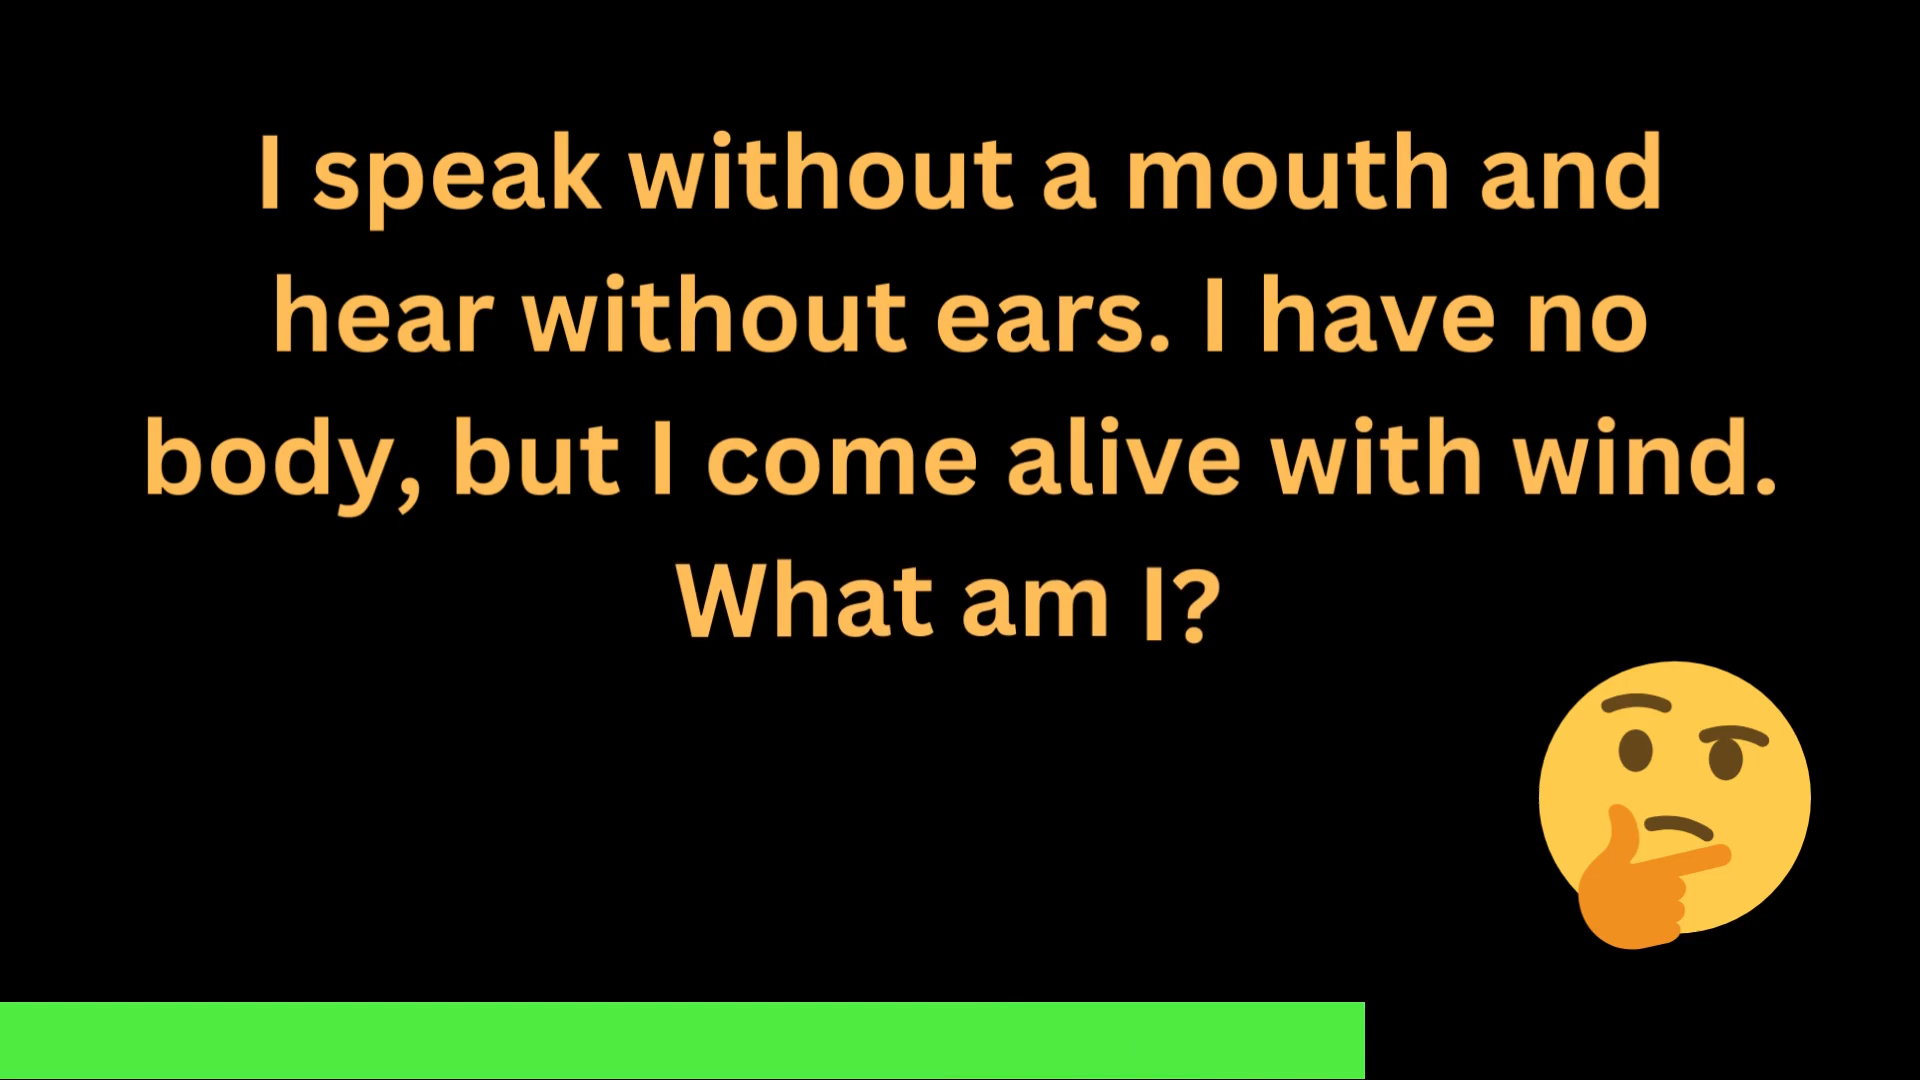 I speak without a mouth and
hear without ears. I have no
body, but I come alive with wind.
What am I?